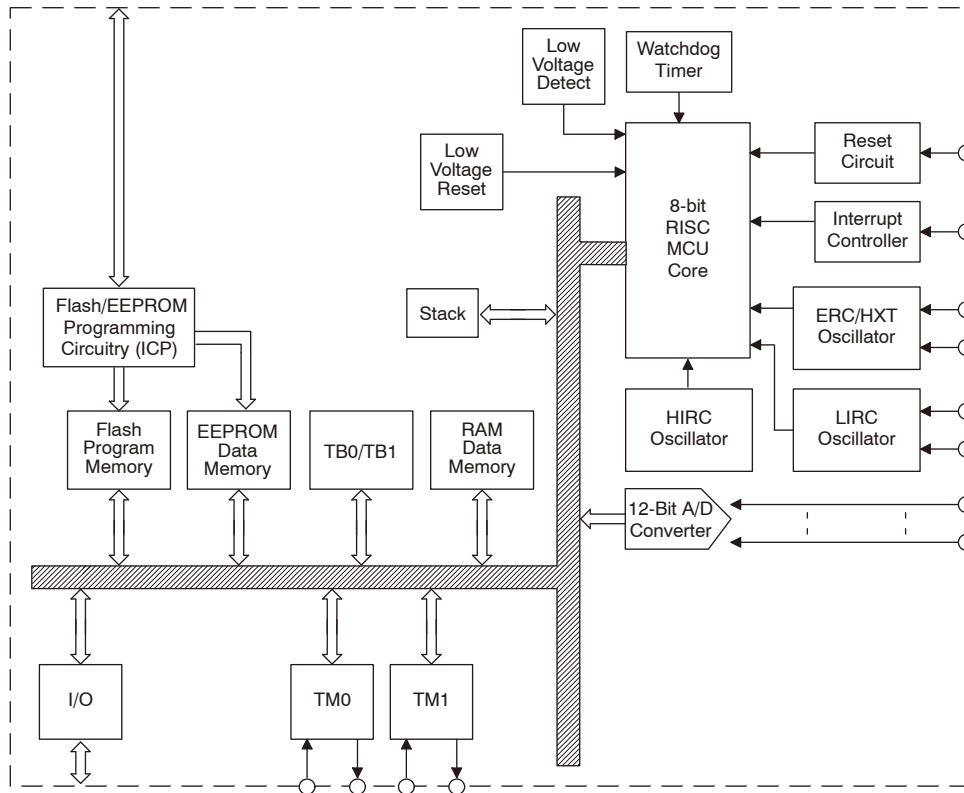 Low
Voltage
Detect
Watchdog
Timer
Low
Voltage
Reset
8-bit
RISC
MCU
Core
Reset
Circuit
Interrupt
Controller
Flash/EEPROM
Programming
Circuitry (ICP)
Stack
ERC/HXT
Oscillator
HIRC
Oscillator
LIRC
Oscillator
Flash
Program
Memory
EEPROM
Data
Memory
TB0/TB1
RAM
Data
Memory
12-Bit A/D
Converter
I/O
TM0
TM1